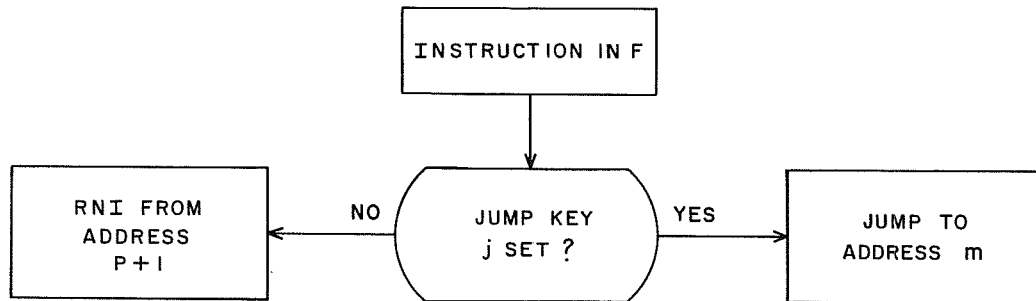 INSTRUCTION IN F
RNI FROM
ADDRESS
P+1
NO
JUMP KEY
j SET ?
YES
JUMP TO
ADDRESS m